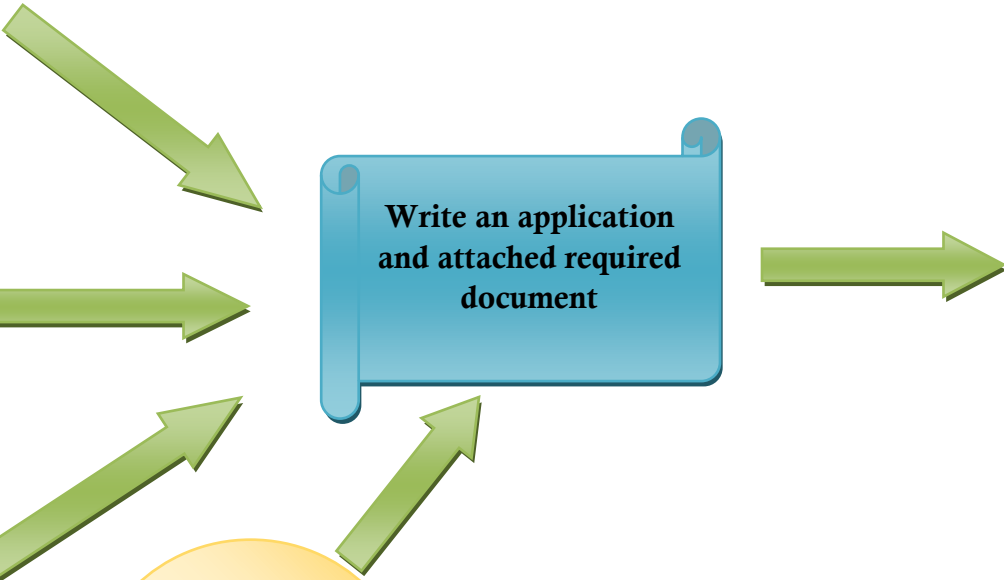 Write an application
and attached required
document